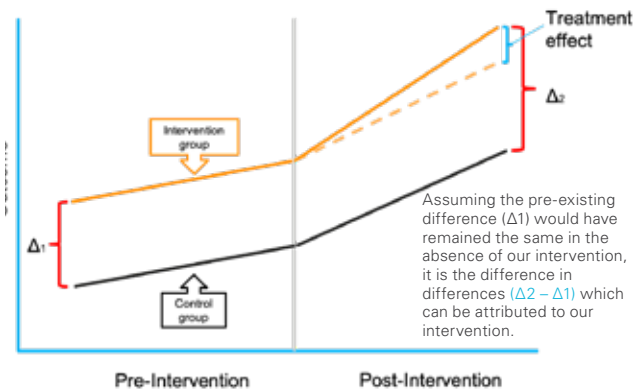 Treatment
effect
Δ2
Intervention
group
Δ1
Control
group
Assuming the pre-existing
difference (Δ1) would have
remained the same in the
absence of our intervention,
it is the difference in
differences (Δ2 – Δ1) which
can be attributed to our
intervention.
Pre-Intervention
Post-Intervention